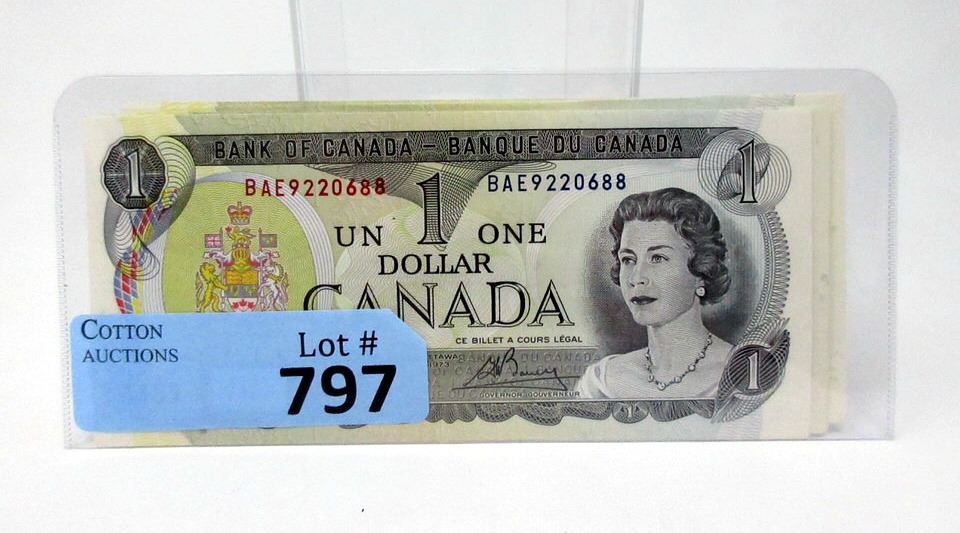 1 BANK OF CANADA – BANQUE DU CANADA 1
BAE9220688 BAE9220688
1
UN ONE
DOLLAR
CANADA
CE BILLET A COURS LÉGAL
OTTAWA
1973
GOVERNOR·GOUVERNEUR
1
COTTON
AUCTIONS
Lot #
797